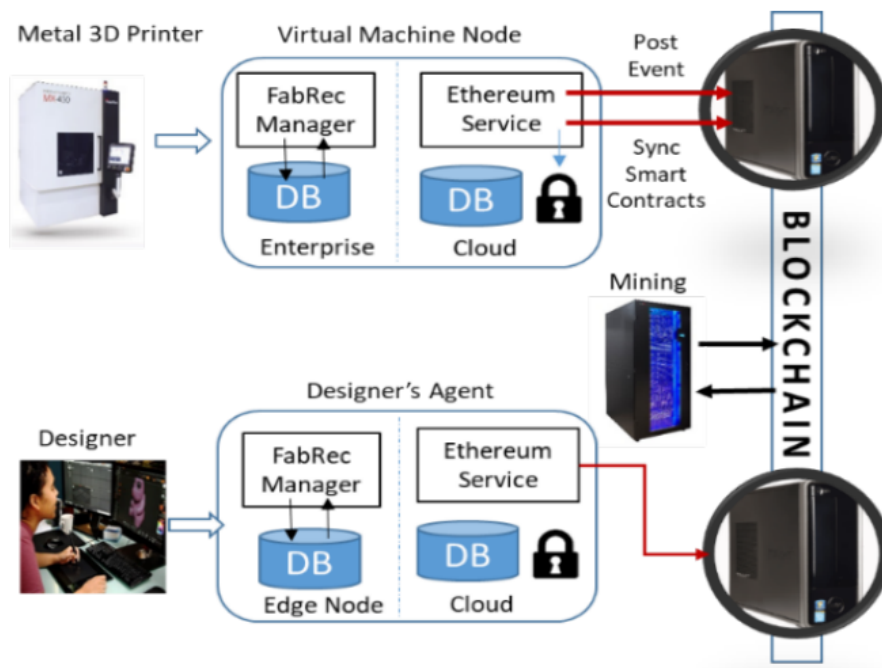 Metal 3D Printer
Virtual Machine Node
Post
Event
FabRec
Manager
DB
Enterprise
Ethereum
Service
DB
Cloud
Sync
Smart
Contracts
BLOCKCHAIN
Mining
Designer's Agent
Designer
FabRec
Manager
DB
Edge Node
Ethereum
Service
DB
Cloud